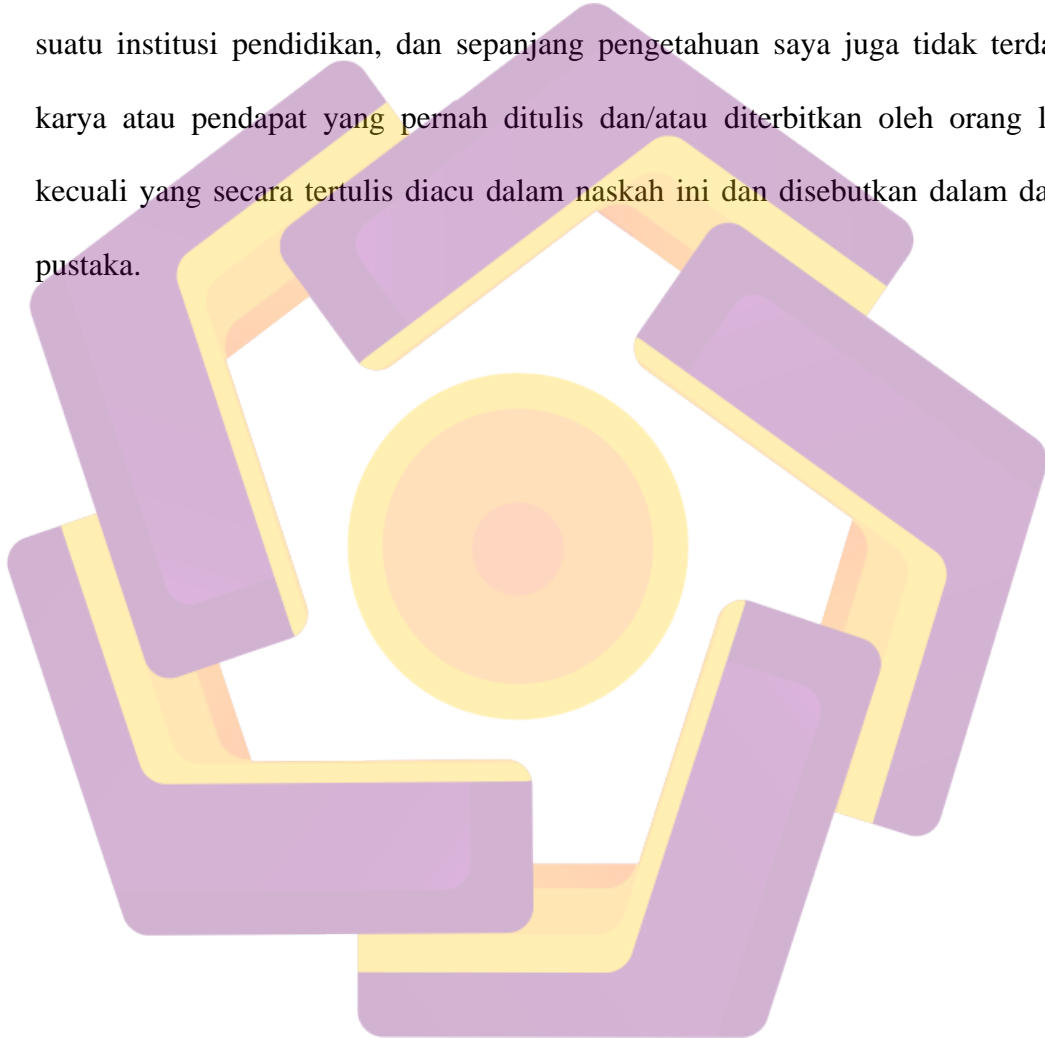 suatu institusi pendidikan, dan sepanjang pengetahuan saya juga tidak
karya atau pendapat yang pernah ditulis dan/atau diterbitkan oleh orang
kecuali yang secara tertulis diacu dalam naskah ini dan disebutkan dalam
pustaka.